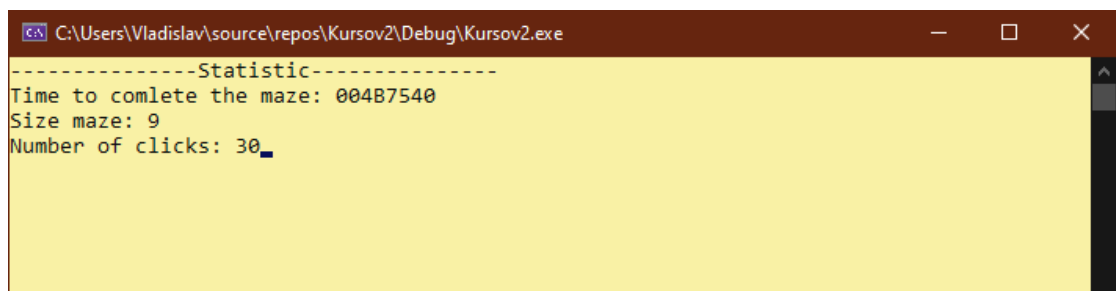 C:\Users\Vladislav\source\repos\Kursov2\Debug\Kursov2.exe
---------------Statistic---------------
Time to comlete the maze: 004B7540
Size maze: 9
Number of clicks: 30